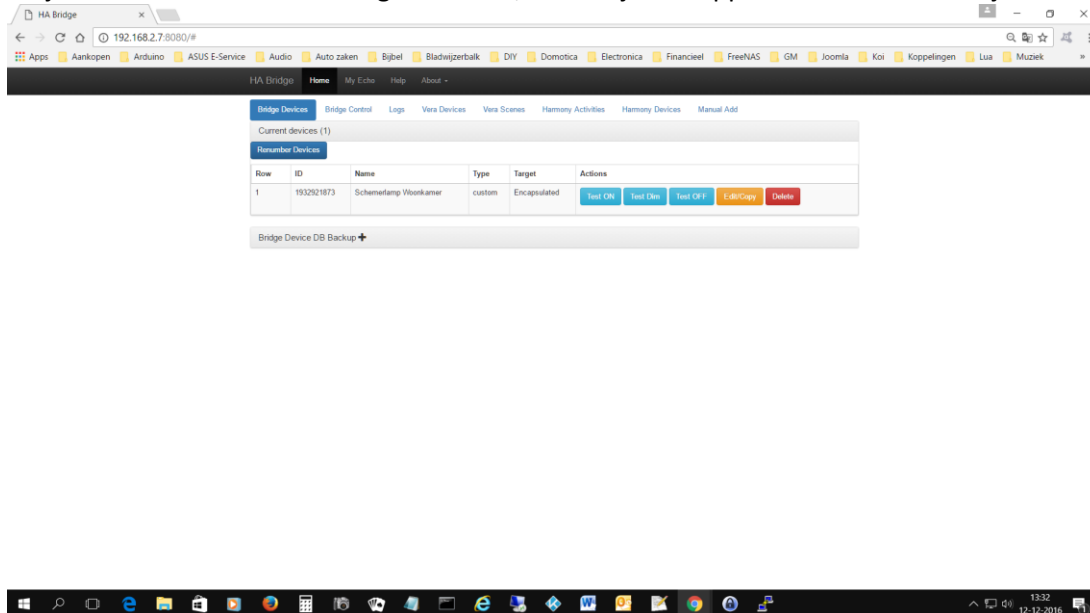 HA Bridge
192.168.2.7:8080/#
Apps Aankopen Arduino ASUS E-Service Audio Auto zaken Bijbel Bladwijzerbalk DIY Domotica Electronica Financieel FreeNAS GM Joomla Koi Koppelingen Lua Muziek »
HA Bridge Home My Echo Help About
Bridge Devices Bridge Control Logs Vera Devices Vera Scenes Harmony Activities Harmony Devices Manual Add
Current devices (1)
Renumber Devices
Row ID Name Type Target Actions
1 1932921873 Schemerlamp Woonkamer custom Encapsulated Test ON Test Dim Test OFF Edit/Copy Delete
Bridge Device DB Backup
13:32
12-12-2016